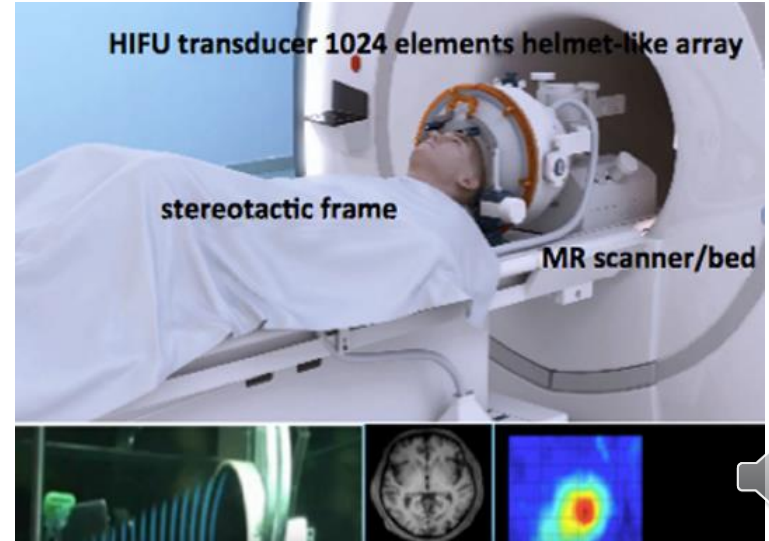 HIFU transducer 1024 elements helmet-like array
stereotactic frame
MR scanner/bed